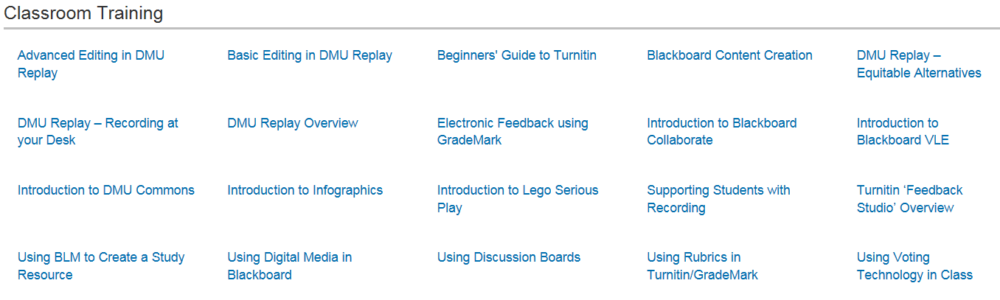 Classroom Training
Advanced Editing in DMU
Replay
Basic Editing in DMU Replay
Beginners' Guide to Turnitin
Blackboard Content Creation
DMU Replay –
Equitable Alternatives
DMU Replay – Recording at
your Desk
DMU Replay Overview
Electronic Feedback using
GradeMark
Introduction to Blackboard
Collaborate
Introduction to
Blackboard VLE
Introduction to DMU Commons
Introduction to Infographics
Introduction to Lego Serious
Play
Supporting Students with
Recording
Turnitin ‘Feedback
Studio’ Overview
Using BLM to Create a Study
Resource
Using Digital Media in
Blackboard
Using Discussion Boards
Using Rubrics in
Turnitin/GradeMark
Using Voting
Technology in Class